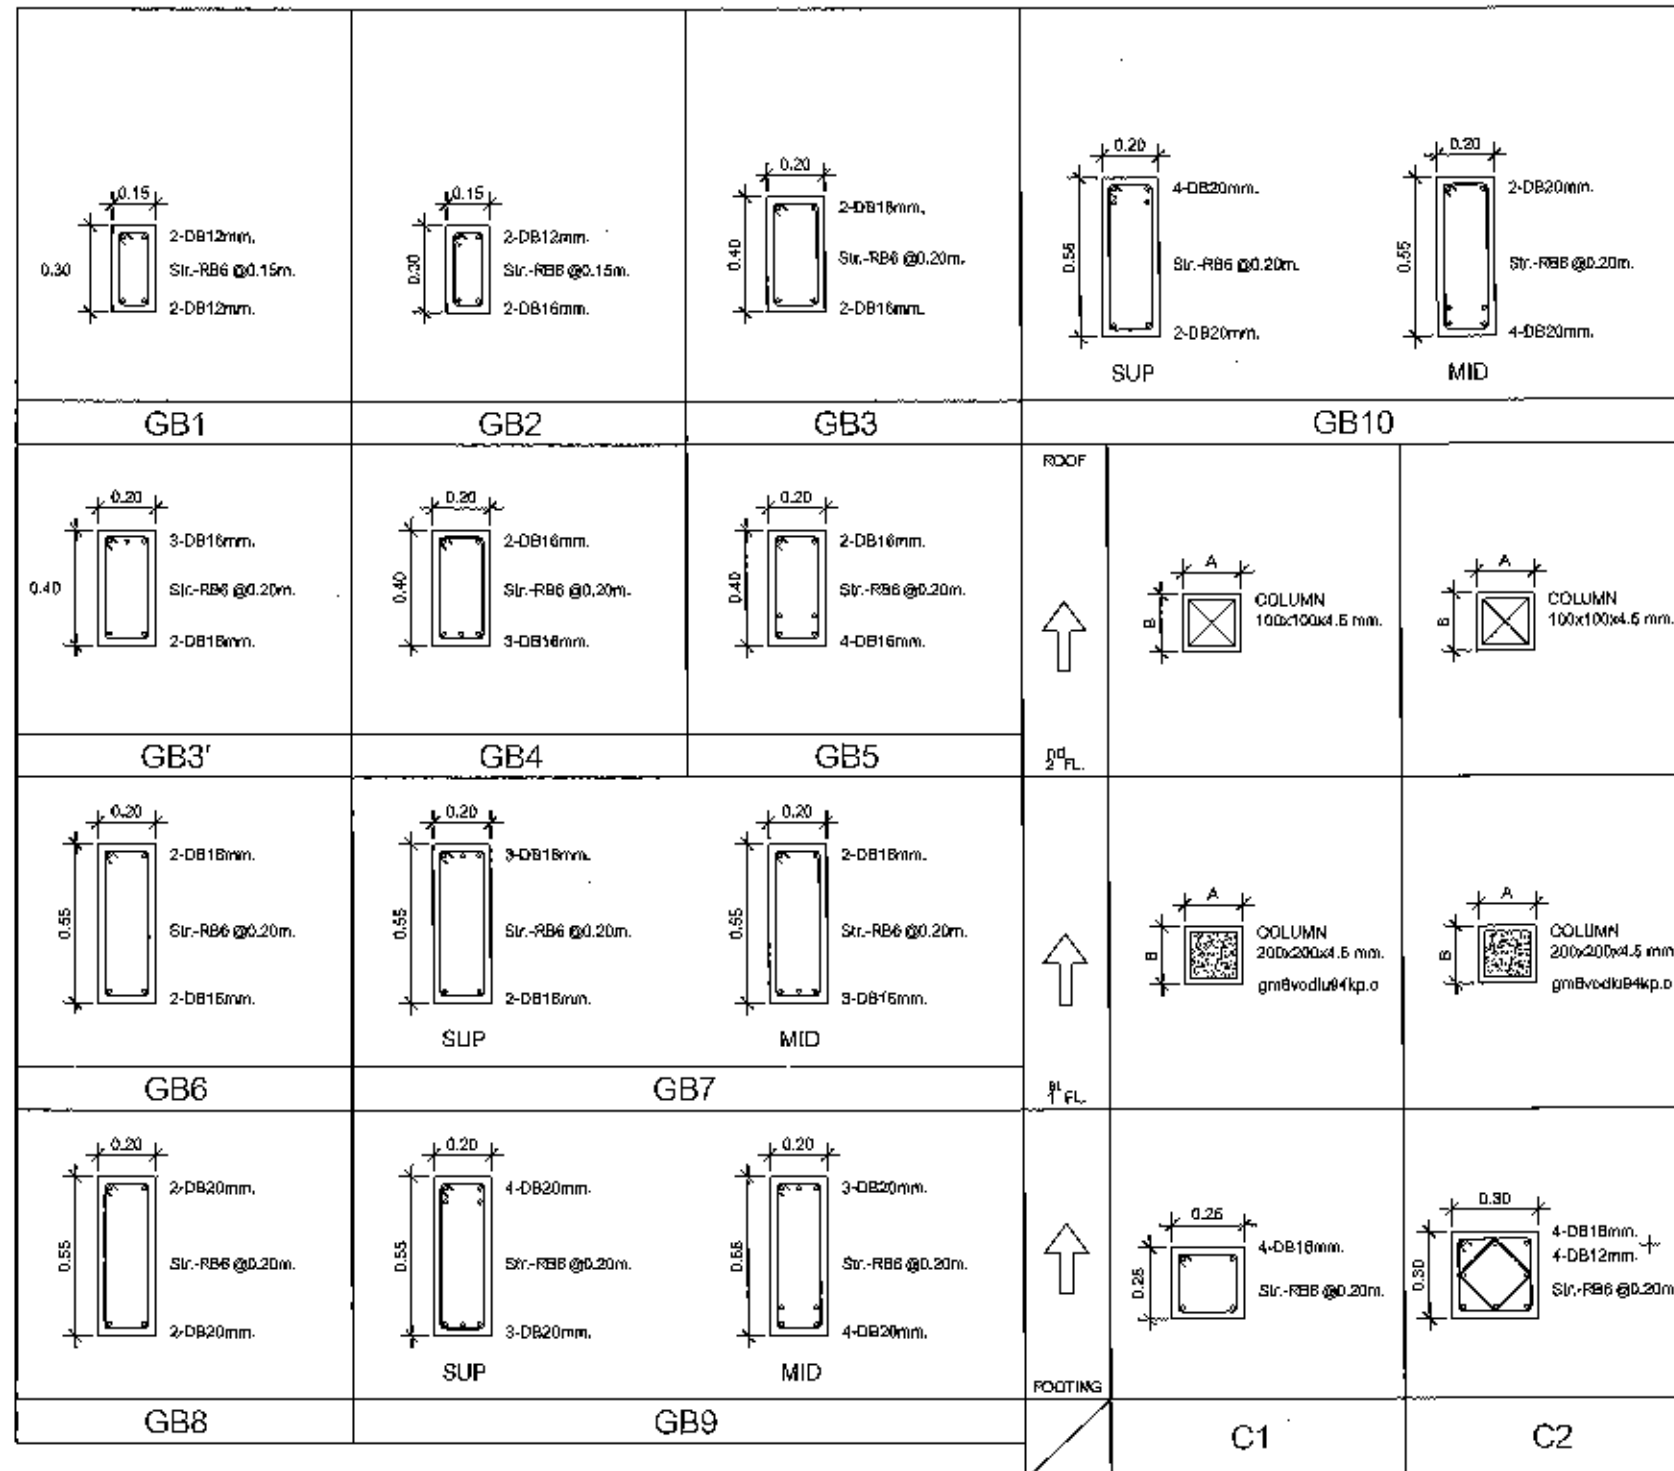 0.15
0.30
2-DB12mm.
Str.-RB6 @0.15m.
2-DB12mm.
GB1
0.15
0.30
2-DB12mm.
Str.-RB6 @0.15m.
2-DB16mm.
GB2
0.20
0.40
2-DB16mm.
Str.-RB6 @0.20m.
2-DB16mm.
GB3
0.20
0.55
4-DB20mm.
Str.-RB6 @0.20m.
2-DB20mm.
SUP
0.20
0.55
2-DB20mm.
Str.-RB6 @0.20m.
4-DB20mm.
MID
GB10
0.20
0.40
3-DB16mm.
Str.-RB6 @0.20m.
2-DB16mm.
GB3'
0.20
0.40
2-DB16mm.
Str.-RB6 @0.20m.
3-DB16mm.
GB4
0.20
0.40
2-DB16mm.
Str.-RB6 @0.20m.
4-DB16mm.
GB5
ROOF
2nd FL.
A
B
COLUMN
100x100x4.5 mm.
A
B
COLUMN
100x100x4.5 mm.
0.20
0.55
2-DB16mm.
Str.-RB6 @0.20m.
2-DB16mm.
GB6
0.20
0.55
3-DB16mm.
Str.-RB6 @0.20m.
2-DB16mm.
SUP
0.20
0.55
2-DB16mm.
Str.-RB6 @0.20m.
3-DB16mm.
MID
GB7
1st FL.
A
B
COLUMN
200x200x4.5 mm.
A
B
COLUMN
200x200x4.5 mm
0.20
0.55
2-DB20mm.
Str.-RB6 @0.20m.
2-DB20mm.
GB8
0.20
0.55
4-DB20mm.
Str.-RB6 @0.20m.
3-DB20mm.
SUP
0.20
0.55
3-DB20mm.
Str.-RB6 @0.20m.
4-DB20mm.
MID
GB9
FOOTING
0.25
0.25
4-DB16mm.
Str.-RB6 @0.20m.
C1
0.30
0.30
4-DB16mm.
4-DB12mm.
Str.-RB6 @0.20m
C2